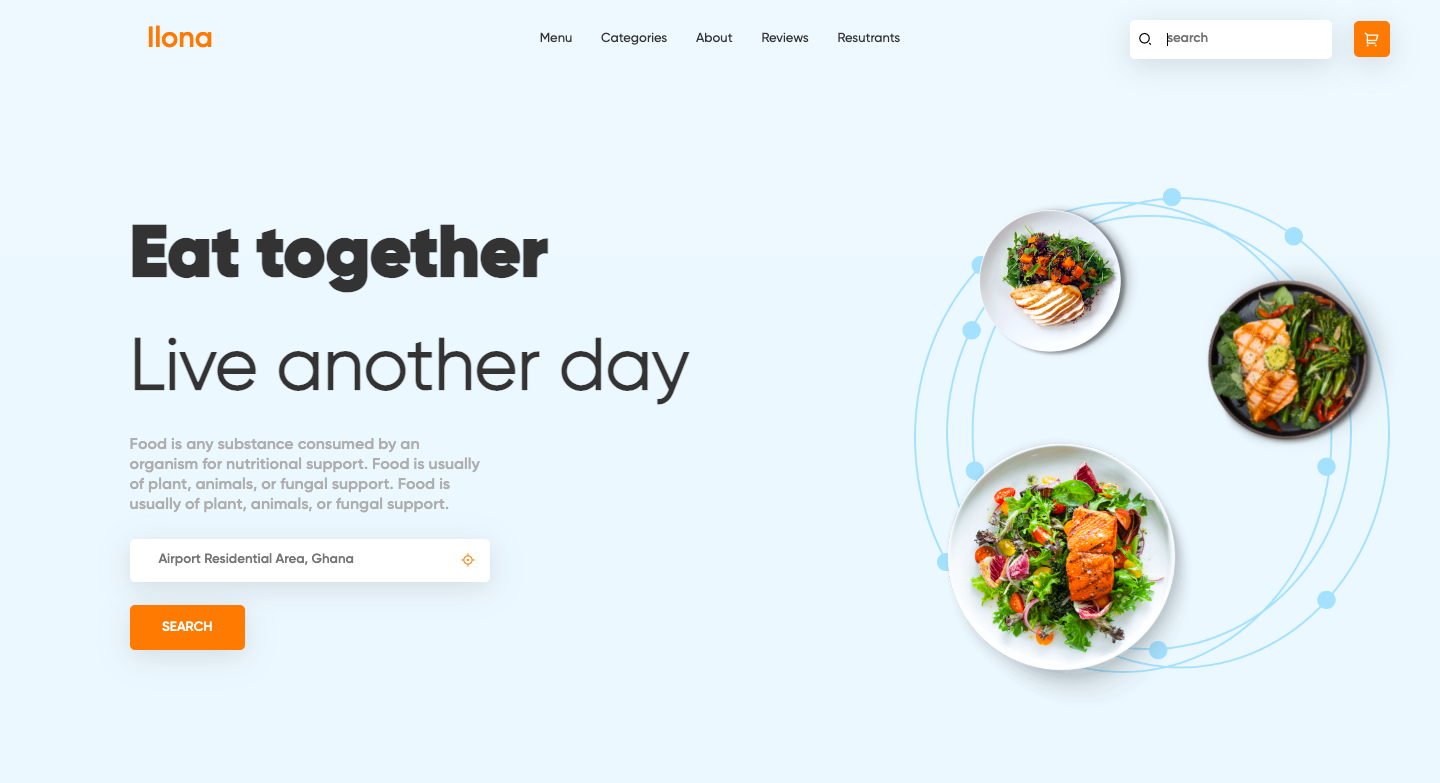 Ilona
Menu Categories About Reviews Resutrants
search
Eat together
Live another day
Food is any substance consumed by an
organism for nutritional support. Food is usually
of plant, animals, or fungal support. Food is
usually of plant, animals, or fungal support.
Airport Residential Area, Ghana
SEARCH